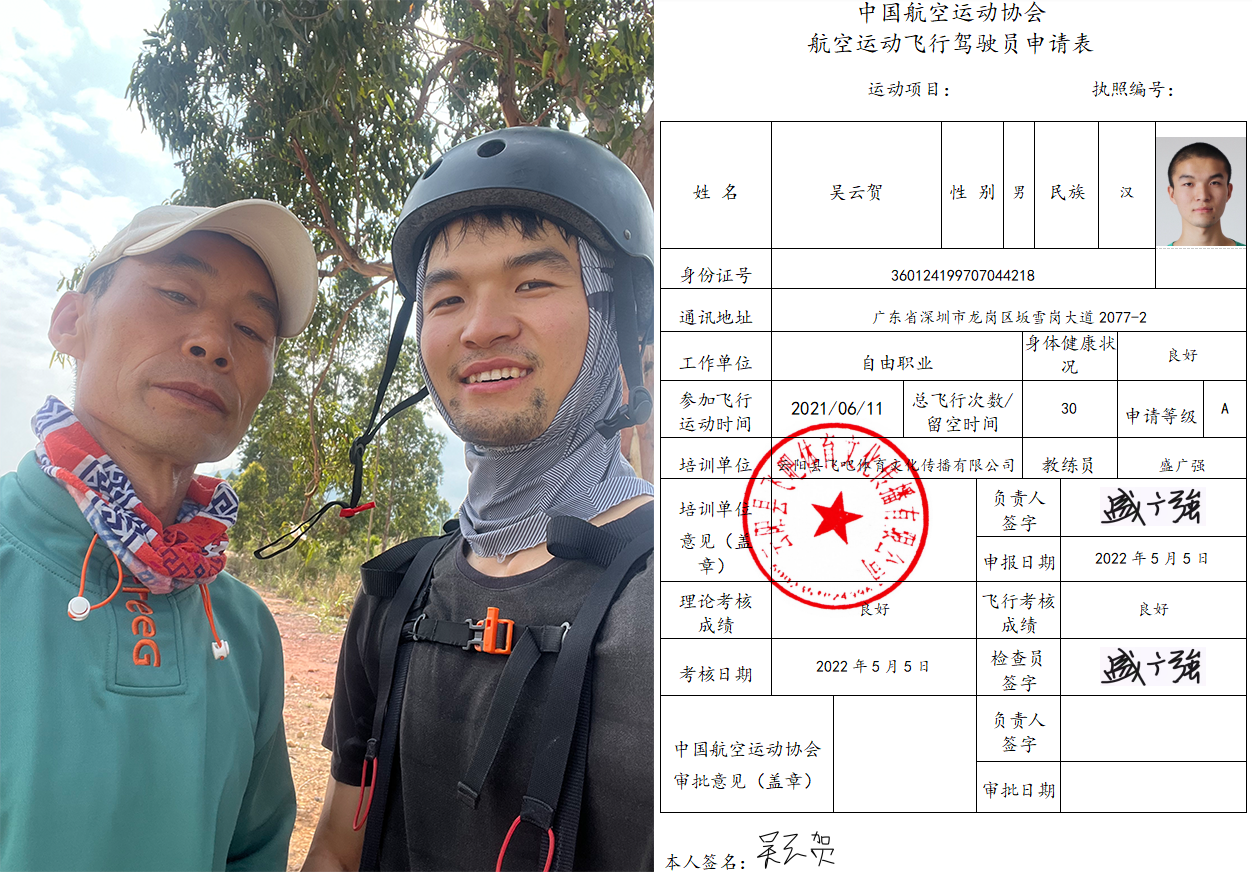 reeG
中国航空运动协会
航空运动飞行驾驶员申请表
运动项目: 执照编号:
姓 名 吴云贺 性 别 男 民族 汉
身份证号 360124199707044218
通讯地址 广东省深圳市龙岗区坂雪岗大道 2077-2
工作单位 自由职业 身体健康状况 良好
参加飞行运动时间 2021/06/11 总飞行次数/留空时间 30 申请等级 A
培训单位 阳县飞吧体育文化传播有限公司 教练员 盛广强
培训单位意见（盖章） 负责人签字 盛广强
申报日期 2022 年 5 月 5 日
理论考核成绩 良好 飞行考核成绩 良好
考核日期 2022 年 5 月 5 日 检查员签字 盛广强
中国航空运动协会审批意见（盖章） 负责人签字
审批日期
本人签名: 吴云贺